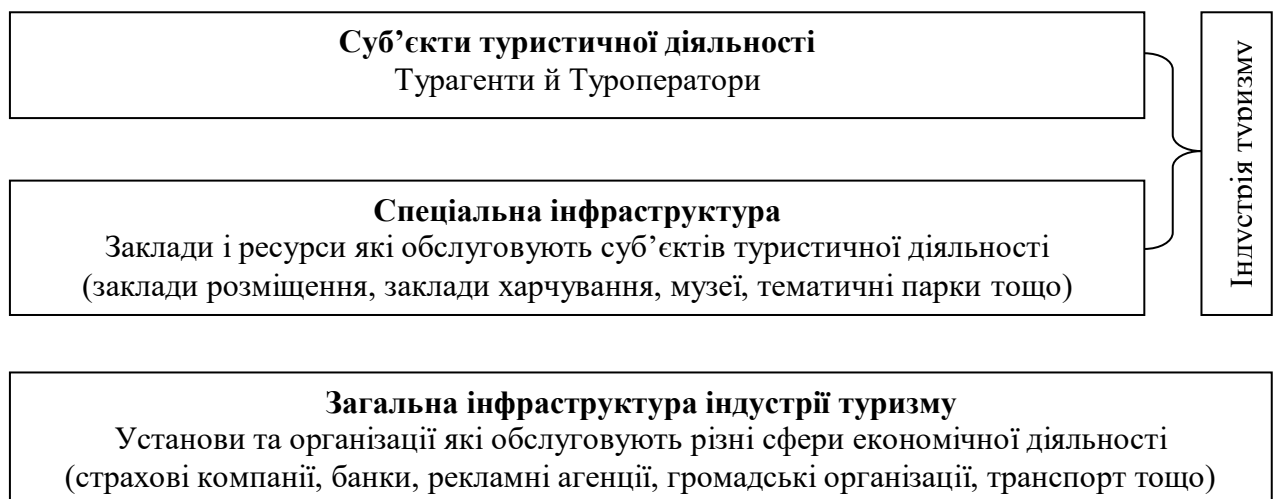 Суб’єкти туристичної діяльності
Турагенти й Туроператори
Індустрія туризму
Спеціальна інфраструктура
Заклади і ресурси які обслуговують суб’єктів туристичної діяльності
(заклади розміщення, заклади харчування, музеї, тематичні парки тощо)
Загальна інфраструктура індустрії туризму
Установи та організації які обслуговують різні сфери економічної діяльності
(страхові компанії, банки, рекламні агенції, громадські організації, транспорт тощо)